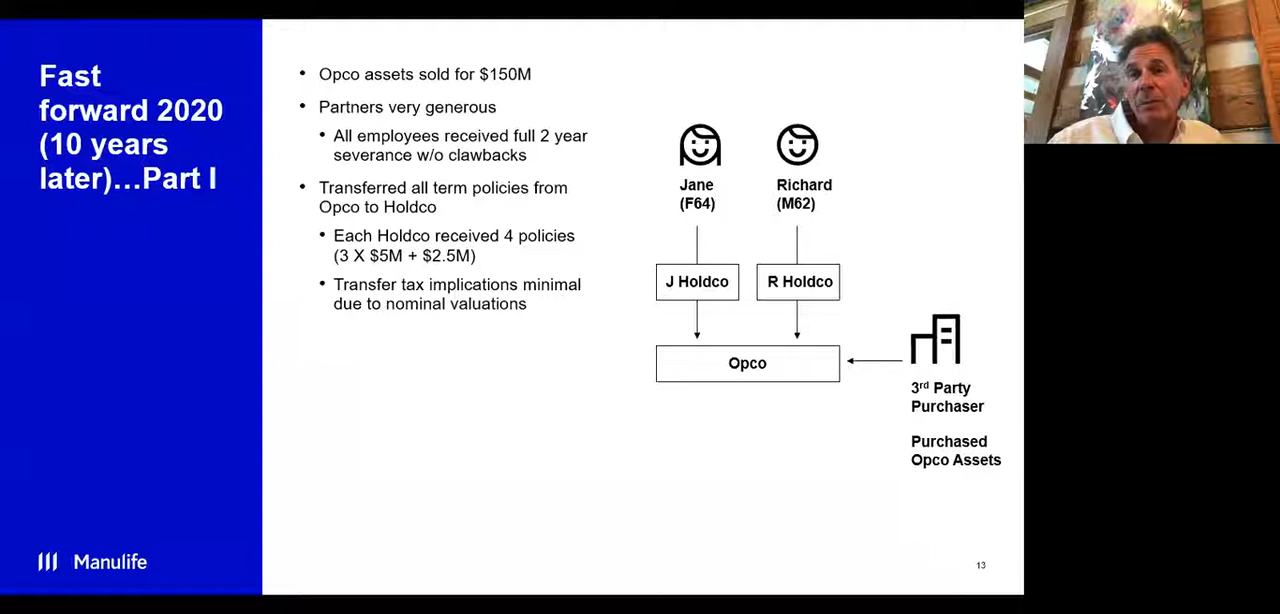 Fast
forward 2020
(10 years
later)…Part I
• Opco assets sold for $150M
• Partners very generous
• All employees received full 2 year
severance w/o clawbacks
• Transferred all term policies from
Opco to Holdco
• Each Holdco received 4 policies
(3 X $5M + $2.5M)
• Transfer tax implications minimal
due to nominal valuations
Jane
(F64)
Richard
(M62)
J Holdco
R Holdco
Opco
3rd Party
Purchaser
Purchased
Opco Assets
Manulife
13